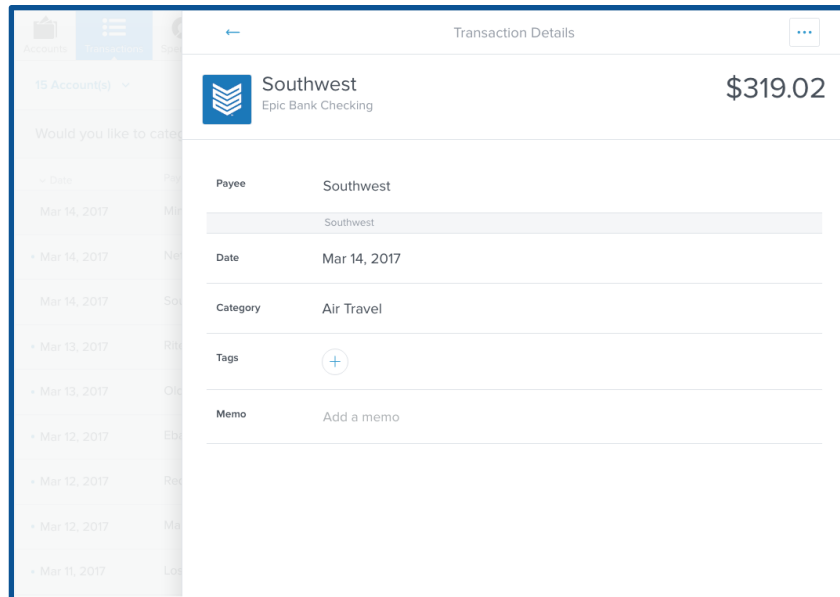 Transaction Details
...
Southwest
$319.02
Epic Bank Checking
Payee
Southwest
Southwest
Date
Mar 14, 2017
Category
Air Travel
Tags
+
Memo
Add a memo
Accounts
Transactions
15 Account(s)
Would you like to
Date
Mar 14, 2017
Mar 14, 2017
Mar 14, 2017
Mar 13, 2017
Mar 13, 2017
Mar 12, 2017
Mar 12, 2017
Mar 12, 2017
Mar 11, 2017